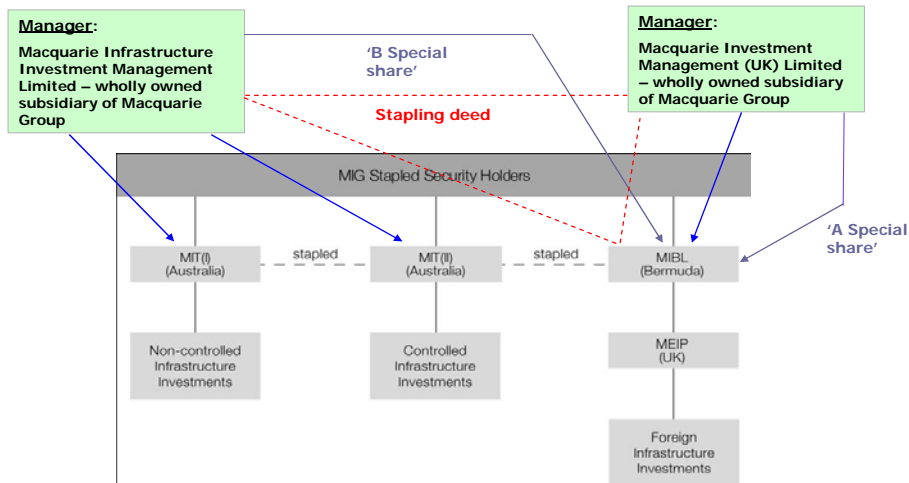 Manager:
Macquarie Infrastructure
Investment Management
Limited – wholly owned
subsidiary of Macquarie
Group
‘B Special
share’
Stapling deed
Manager:
Macquarie Investment
Management (UK) Limited
– wholly owned subsidiary
of Macquarie Group
MIG Stapled Security Holders
‘A Special
share’
MIT(I)
(Australia)
stapled
MIT(II)
(Australia)
stapled
MIBL
(Bermuda)
Non-controlled
Infrastructure
Investments
Controlled
Infrastructure
Investments
MEIP
(UK)
Foreign
Infrastructure
Investments